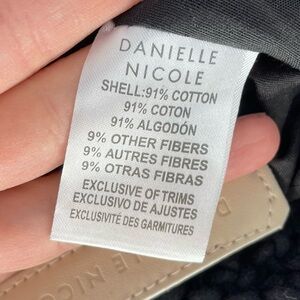 DANIELLE
NICOLE
SHELL:91% COTTON
91% COTON
91% ALGODÓN
9% OTHER FIBERS
9% AUTRES FIBRES
9% OTRAS FIBRAS
EXCLUSIVE OF TRIMS
EXCLUSIVO DE AJUSTES
EXCLUSIVITÉ DES GARMITURES